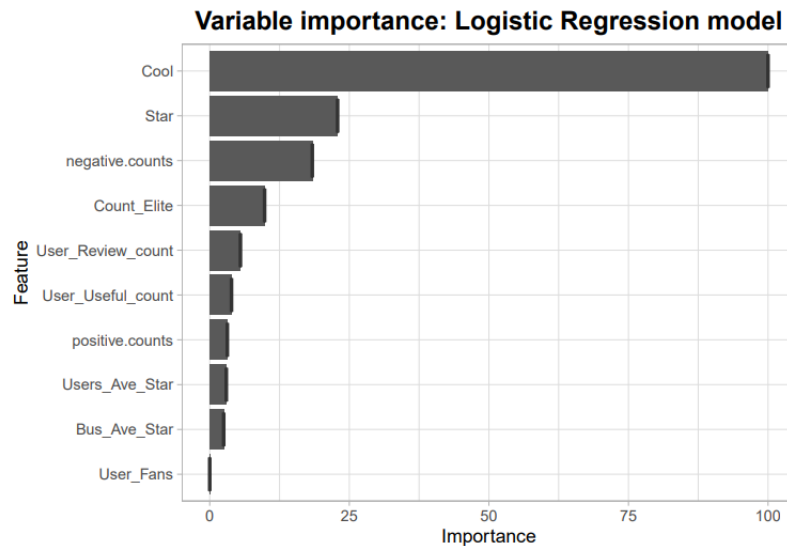 Variable importance: Logistic Regression model
Cool
Star
negative.counts
Count_Elite
User_Review_count
User_Useful_count
positive.counts
Users_Ave_Star
Bus_Ave_Star
User_Fans
Feature
0 25 50 75 100
Importance